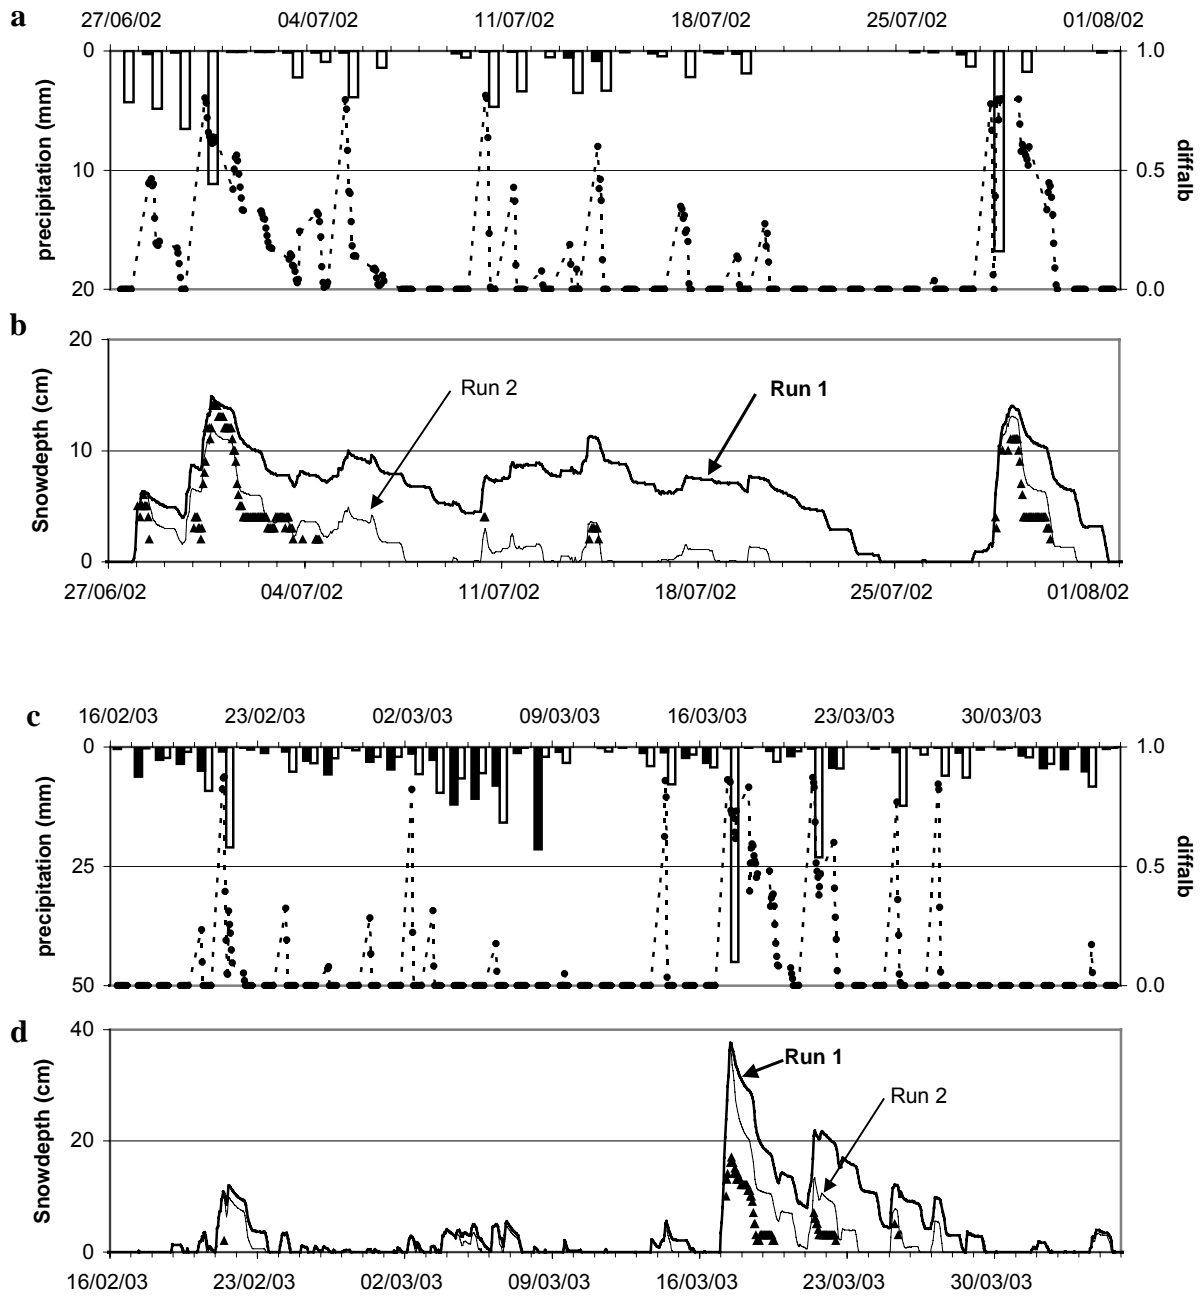 a
27/06/02 04/07/02 11/07/02 18/07/02 25/07/02 01/08/02
0 1.0
10 0.5
20 0.0
precipitation (mm)
diffalb
b
20
10
0
Snowdepth (cm)
Run 2
Run 1
27/06/02 04/07/02 11/07/02 18/07/02 25/07/02 01/08/02
c
16/02/03 23/02/03 02/03/03 09/03/03 16/03/03 23/03/03 30/03/03
0 1.0
25 0.5
50 0.0
precipitation (mm)
diffalb
d
40
20
0
Snowdepth (cm)
Run 1
Run 2
16/02/03 23/02/03 02/03/03 09/03/03 16/03/03 23/03/03 30/03/03